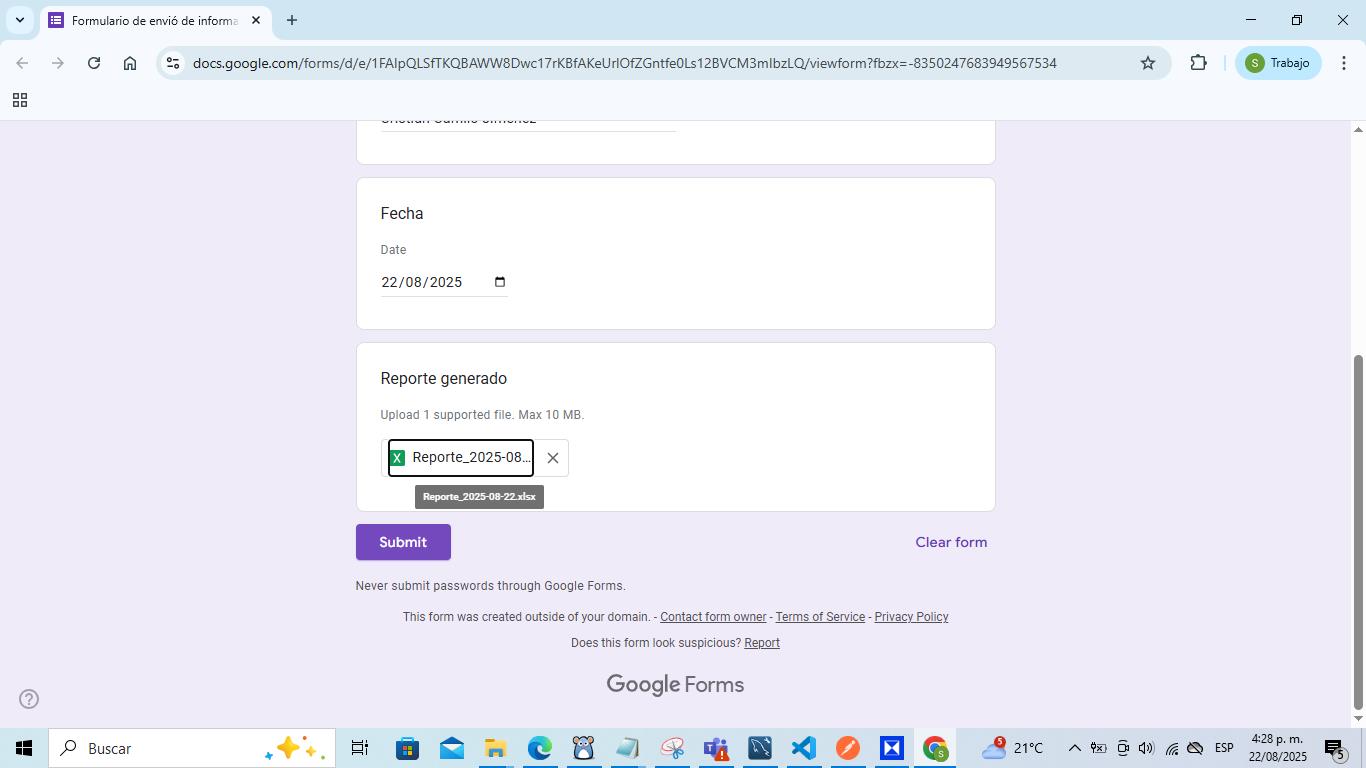 Formulario de envió de informa
docs.google.com/forms/d/e/1FAIpQLSfTKQBAWW8Dwc17rKBfAKeUrlOfZGntfe0Ls12BVCM3mIbzLQ/viewform?fbzx=-8350247683949567534
S Trabajo
Fecha
Date
22/08/2025
Reporte generado
Upload 1 supported file. Max 10 MB.
X Reporte_2025-08...
Reporte_2025-08-22.xlsx
Submit
Clear form
Never submit passwords through Google Forms.
This form was created outside of your domain. - Contact form owner - Terms of Service - Privacy Policy
Does this form look suspicious? Report
Google Forms
Buscar
S
5
21°C
ESP
4:28 p. m.
22/08/2025
5